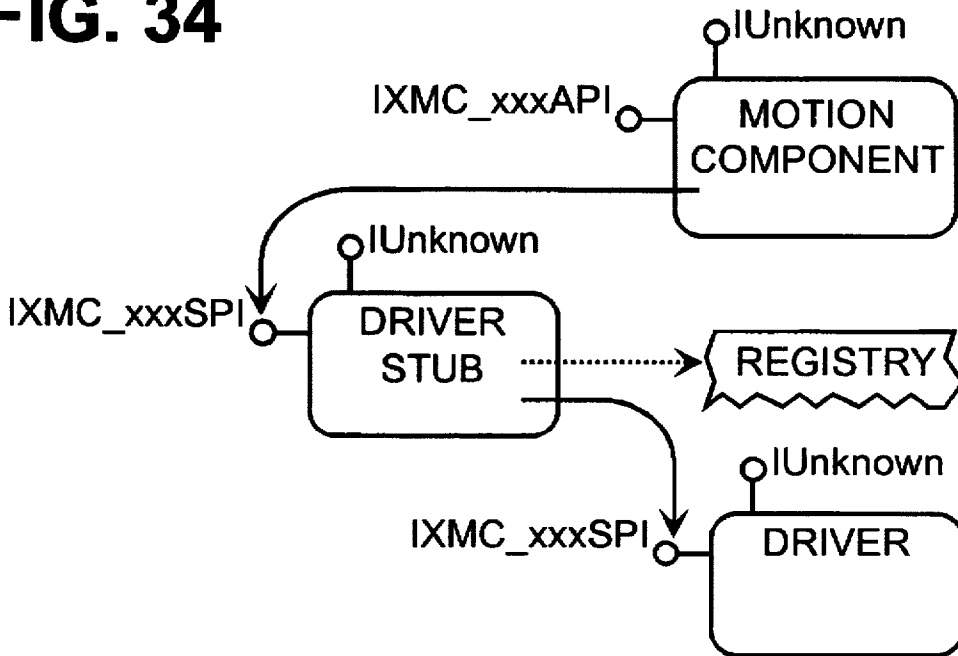 FIG. 34
IUnknown
IXMC_xxxAPI
MOTION
COMPONENT
IUnknown
IXMC_xxxSPI
DRIVER
STUB
REGISTRY
IUnknown
IXMC_xxxSPI
DRIVER